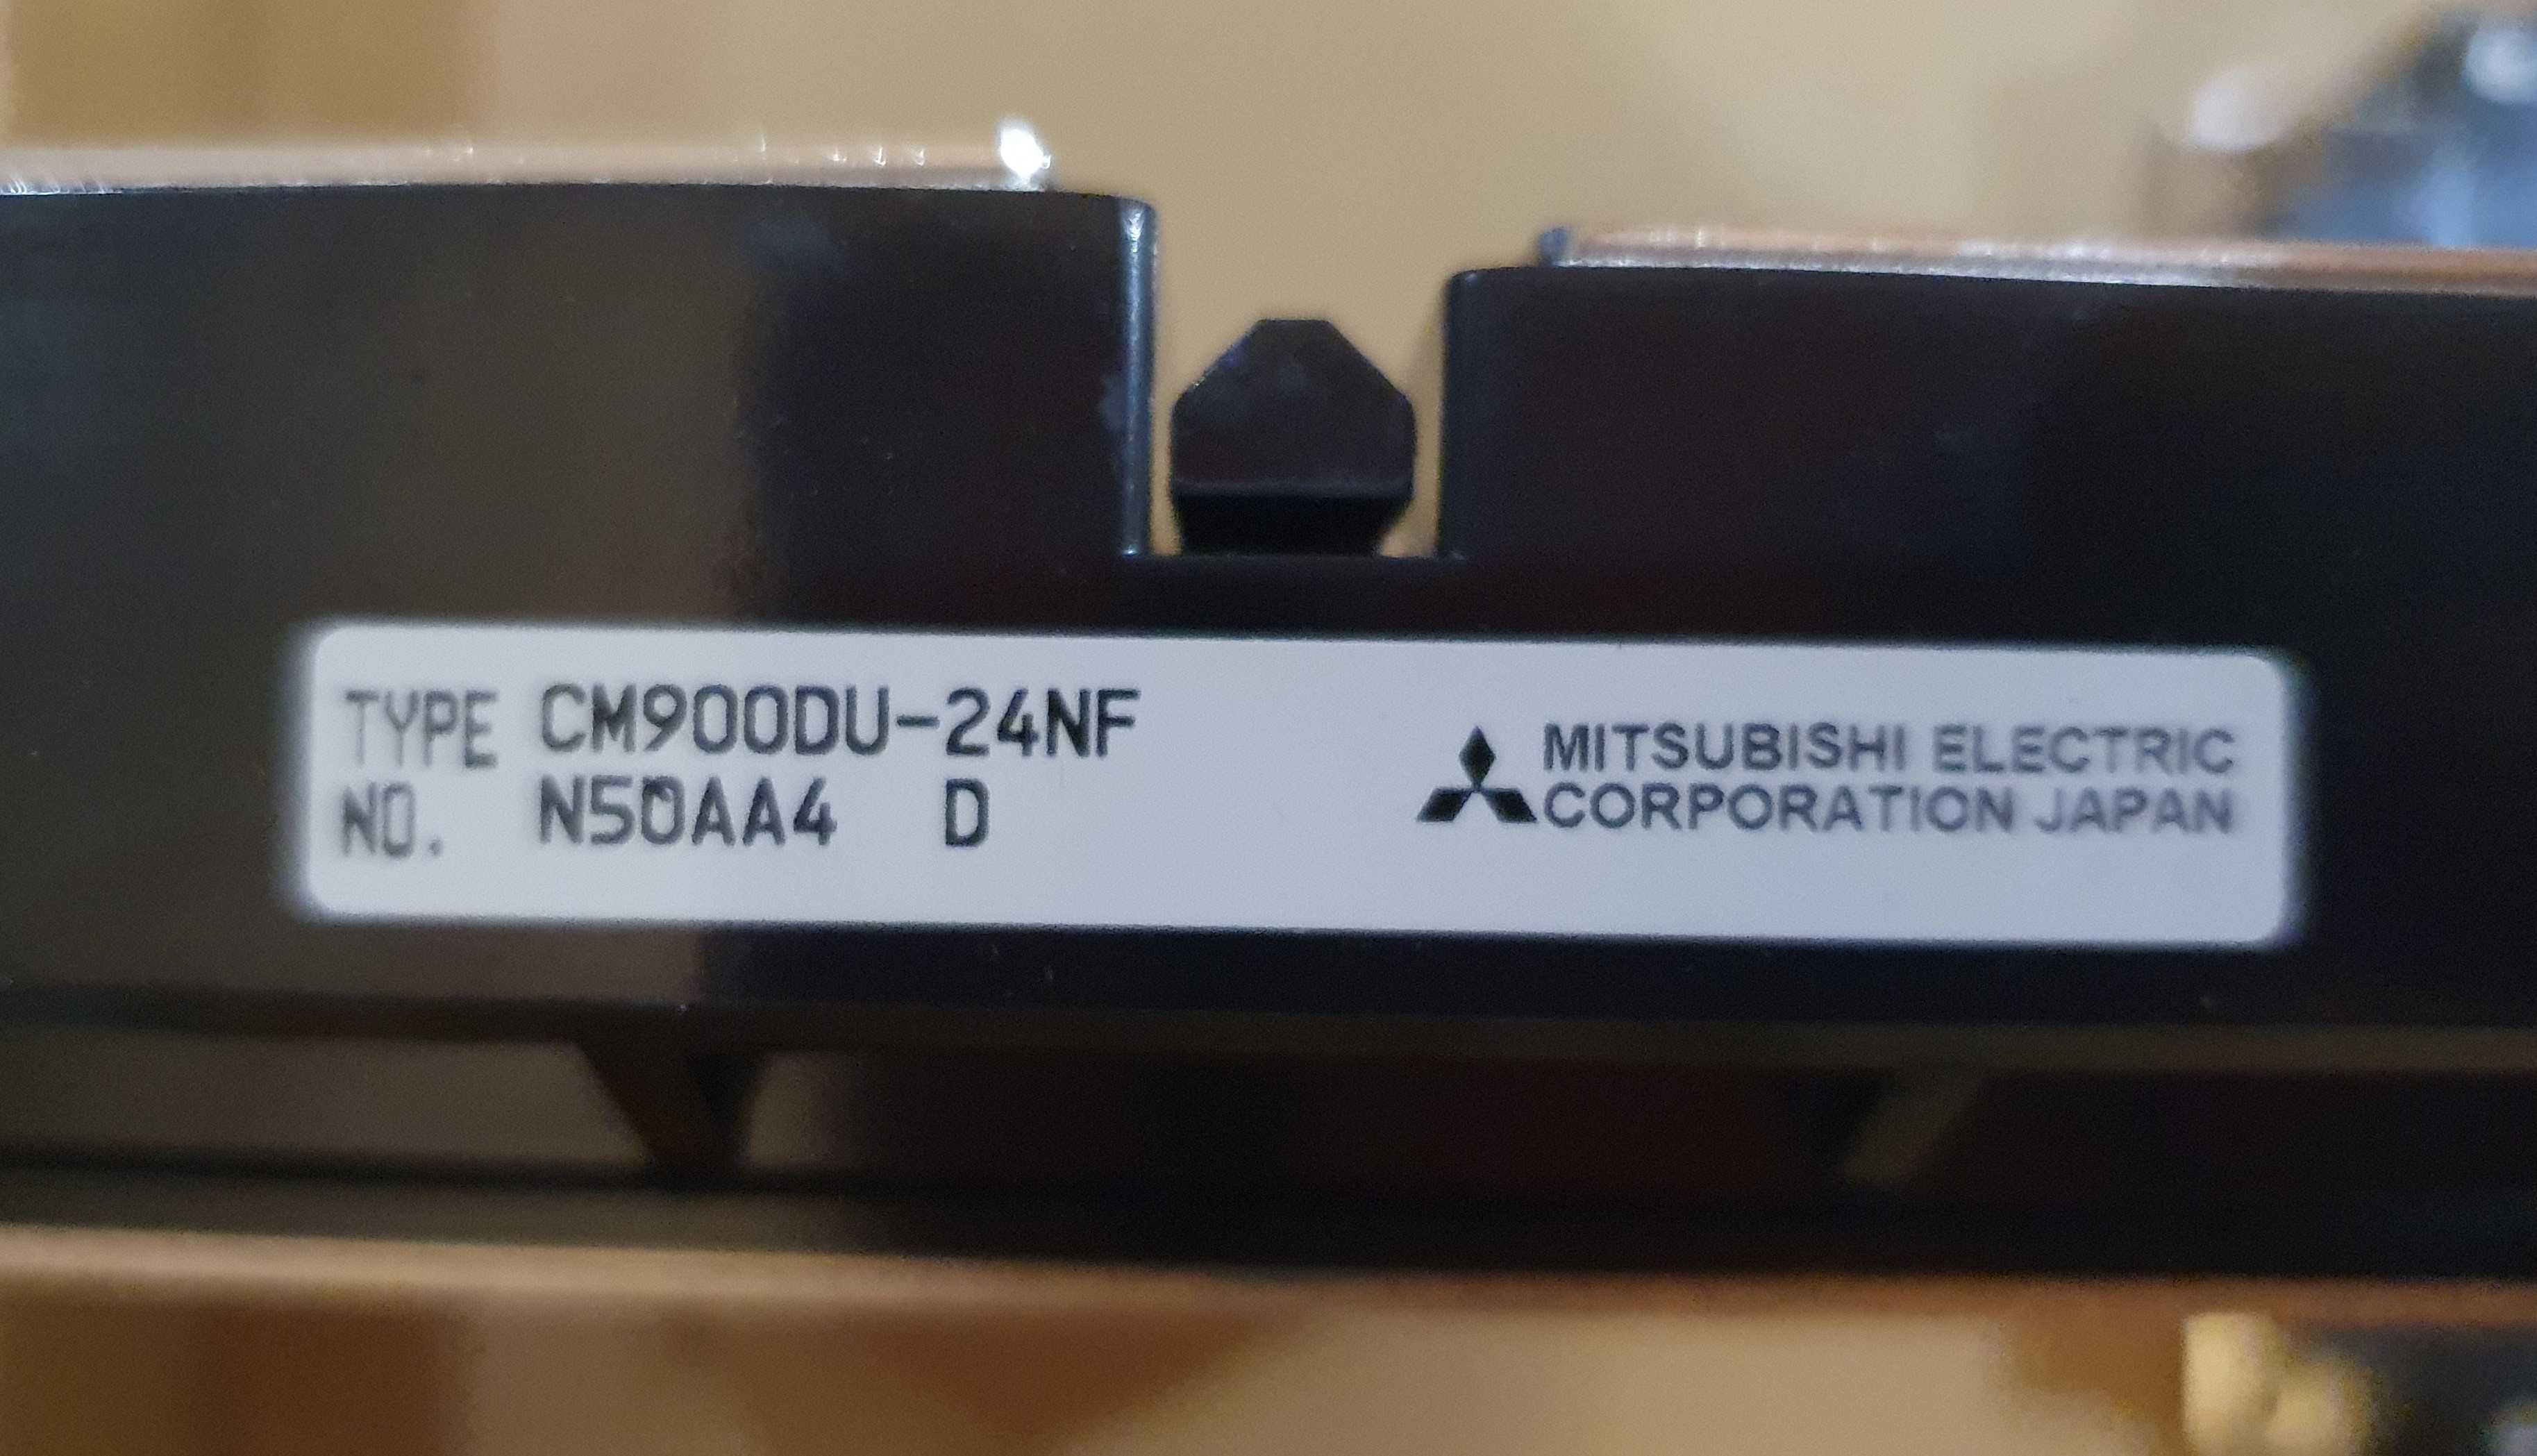 TYPE CM900DU-24NF
NO. N50AA4 D
MITSUBISHI ELECTRIC
CORPORATION JAPAN